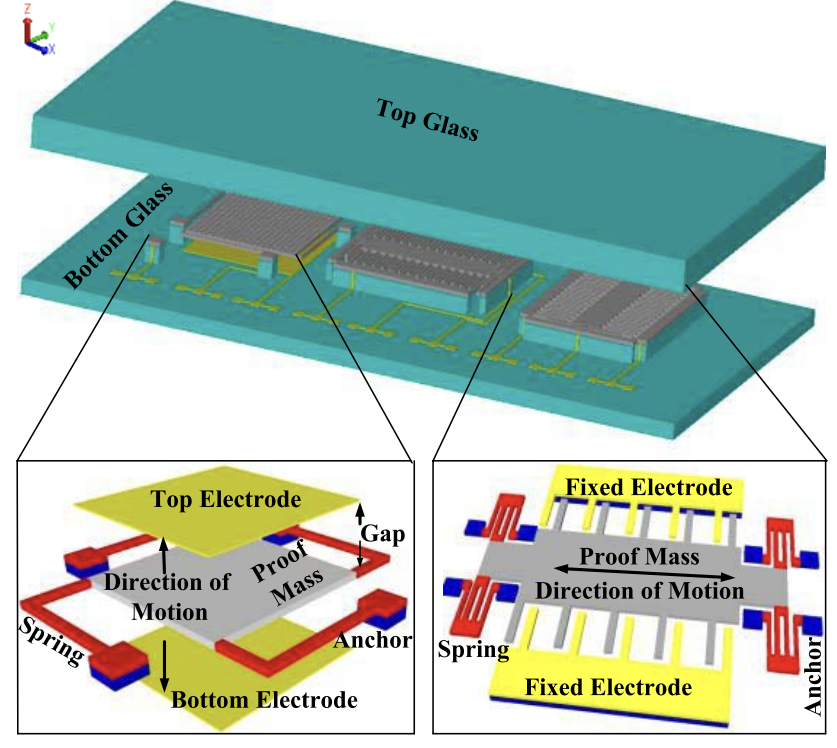 Z
Y
X
Top Glass
Bottom Glass
Top Electrode
Gap
Proof
Mass
Direction of
Motion
Spring
Anchor
Bottom Electrode
Fixed Electrode
Proof Mass
Direction of Motion
Spring
Anchor
Fixed Electrode